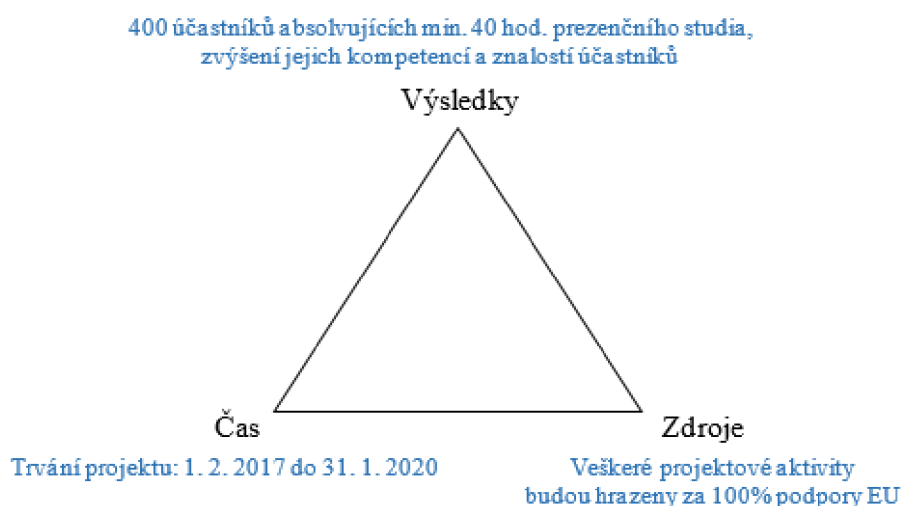 400 účastníků absolvujících min. 40 hod. prezenčního studia,
zvýšení jejich kompetencí a znalostí účastníků
Výsledky
Čas
Zdroje
Trvání projektu: 1. 2. 2017 do 31. 1. 2020
Veškeré projektové aktivity
budou hrazeny za 100% podpory EU